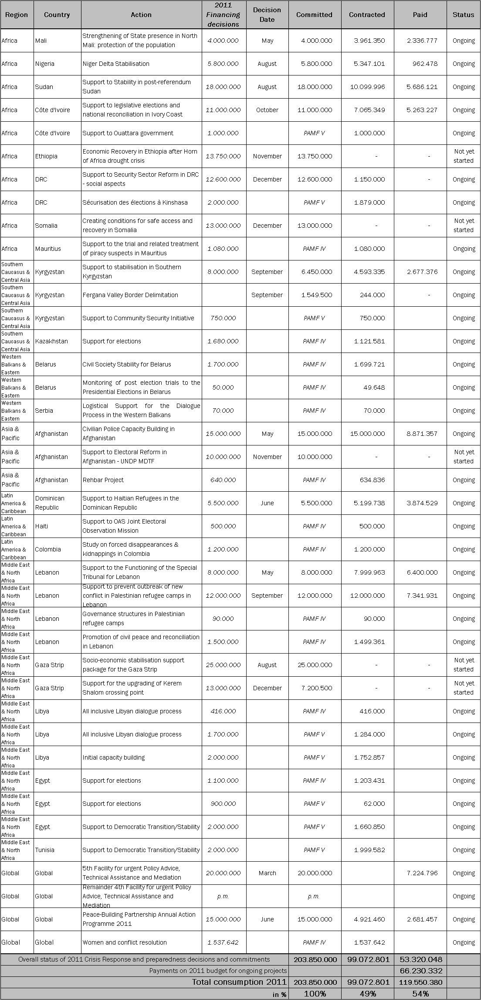 Region Country Action 2011 Financing decisions Decision Date Committed Contracted Paid Status
Africa Mali Strengthening of State presence in North Mali: protection of the population 4.000.000 May 4.000.000 3.961.350 2.336.777 Ongoing
Africa Nigeria Niger Delta Stabilisation 5.800.000 August 5.800.000 5.347.101 962.478 Ongoing
Africa Sudan Support to Stability in post-referendum Sudan 18.000.000 August 18.000.000 10.099.996 5.686.121 Ongoing
Africa Côte d'Ivoire Support to legislative elections and national reconciliation in Ivory Coast 11.000.000 October 11.000.000 7.065.349 5.263.227 Ongoing
Africa Côte d'Ivoire Support to Ouattara government 1.000.000 PAMF V 1.000.000 Ongoing
Africa Ethiopia Economic Recovery in Ethiopia after Horn of Africa drought crisis 13.750.000 November 13.750.000 - - Not yet started
Africa DRC Support to Security Sector Reform in DRC - social aspects 12.600.000 December 12.600.000 1.150.000 - Ongoing
Africa DRC Sécurisation des élections à Kinshasa 2.000.000 PAMF V 1.879.000 Ongoing
Africa Somalia Creating conditions for safe access and recovery in Somalia 13.000.000 December 13.000.000 - - Not yet started
Africa Mauritius Support to the trial and related treatment of piracy suspects in Mauritius 1.080.000 PAMF IV 1.080.000 Ongoing
Southern Caucasus & Central Asia Kyrgyzstan Support to stabilisation in Southern Kyrgyzstan 8.000.000 September 6.450.000 4.593.335 2.677.376 Ongoing
Southern Caucasus & Central Asia Kyrgyzstan Fergana Valley Border Delimitation September 1.549.500 244.000 - Ongoing
Southern Caucasus & Central Asia Kyrgyzstan Support to Community Security Initiative 750.000 PAMF V 750.000 Ongoing
Southern Caucasus & Central Asia Kazakhstan Support for elections 1.680.000 PAMF IV 1.121.581 Ongoing
Western Balkans & Eastern Belarus Civil Society Stability for Belarus 1.700.000 PAMF IV 1.699.721 Ongoing
Western Balkans & Eastern Belarus Monitoring of post election trials to the Presidential Elections in Belarus 50.000 PAMF IV 49.648 Ongoing
Western Balkans & Eastern Serbia Logistical Support for the Dialogue Process in the Western Balkans 70.000 PAMF IV 70.000 Ongoing
Asia & Pacific Afghanistan Civilian Police Capacity Building in Afghanistan 15.000.000 May 15.000.000 15.000.000 8.871.357 Ongoing
Asia & Pacific Afghanistan Support to Electoral Reform in Afghanistan - UNDP MDTF 10.000.000 November 10.000.000 - - Not yet started
Asia & Pacific Afghanistan Rehbar Project 640.000 PAMF IV 634.836 Ongoing
Latin America & Caribbean Dominican Republic Support to Haitian Refugees in the Dominican Republic 5.500.000 June 5.500.000 5.199.738 3.874.529 Ongoing
Latin America & Caribbean Haiti Support to OAS Joint Electoral Observation Mission 500.000 PAMF IV 500.000 Ongoing
Latin America & Caribbean Colombia Study on forced disappearances & kidnappings in Colombia 1.200.000 PAMF IV 1.200.000 Ongoing
Middle East & North Africa Lebanon Support to the Functioning of the Special Tribunal for Lebanon 8.000.000 May 8.000.000 7.999.963 6.400.000 Ongoing
Middle East & North Africa Lebanon Support to prevent outbreak of new conflict in Palestinian refugee camps in Lebanon 12.000.000 September 12.000.000 12.000.000 7.341.931 Ongoing
Middle East & North Africa Lebanon Governance structures in Palestinian refugee camps 90.000 PAMF IV 90.000 Ongoing
Middle East & North Africa Lebanon Promotion of civil peace and reconciliation in Lebanon 1.500.000 PAMF IV 1.499.361 Ongoing
Middle East & North Africa Gaza Strip Socio-economic stabilisation support package for the Gaza Strip 25.000.000 August 25.000.000 - - Not yet started
Middle East & North Africa Gaza Strip Support for the upgrading of Kerem Shalom crossing point 13.000.000 December 7.200.500 - - Not yet started
Middle East & North Africa Libya All inclusive Libyan dialogue process 416.000 PAMF IV 416.000 Ongoing
Middle East & North Africa Libya All inclusive Libyan dialogue process 1.700.000 PAMF V 1.284.000 Ongoing
Middle East & North Africa Libya Initial capacity building 2.000.000 PAMF V 1.752.857 Ongoing
Middle East & North Africa Egypt Support for elections 1.100.000 PAMF IV 1.203.431 Ongoing
Middle East & North Africa Egypt Support for elections 900.000 PAMF V 62.000 Ongoing
Middle East & North Africa Egypt Support to Democratic Transition/Stability 2.000.000 PAMF V 1.660.850 Ongoing
Middle East & North Africa Tunisia Support to Democratic Transition/Stability 2.000.000 PAMF V 1.999.582 Ongoing
Global Global 5th Facility for urgent Policy Advice, Technical Assistance and Mediation 20.000.000 March 20.000.000 7.224.796 Ongoing
Global Global Remainder 4th Facility for urgent Policy Advice, Technical Assistance and Mediation p.m. p.m. Ongoing
Global Global Peace-Building Partnership Annual Action Programme 2011 15.000.000 June 15.000.000 4.921.460 2.681.457 Ongoing
Global Global Women and conflict resolution 1.537.642 PAMF IV 1.537.642 Ongoing
Overall status of 2011 Crisis Response and preparedness decisions and commitments 203.850.000 99.072.801 53.320.048
Payments on 2011 budget for ongoing projects 66.230.332
Total consumption 2011 203.850.000 99.072.801 119.550.380
in % 100% 49% 54%